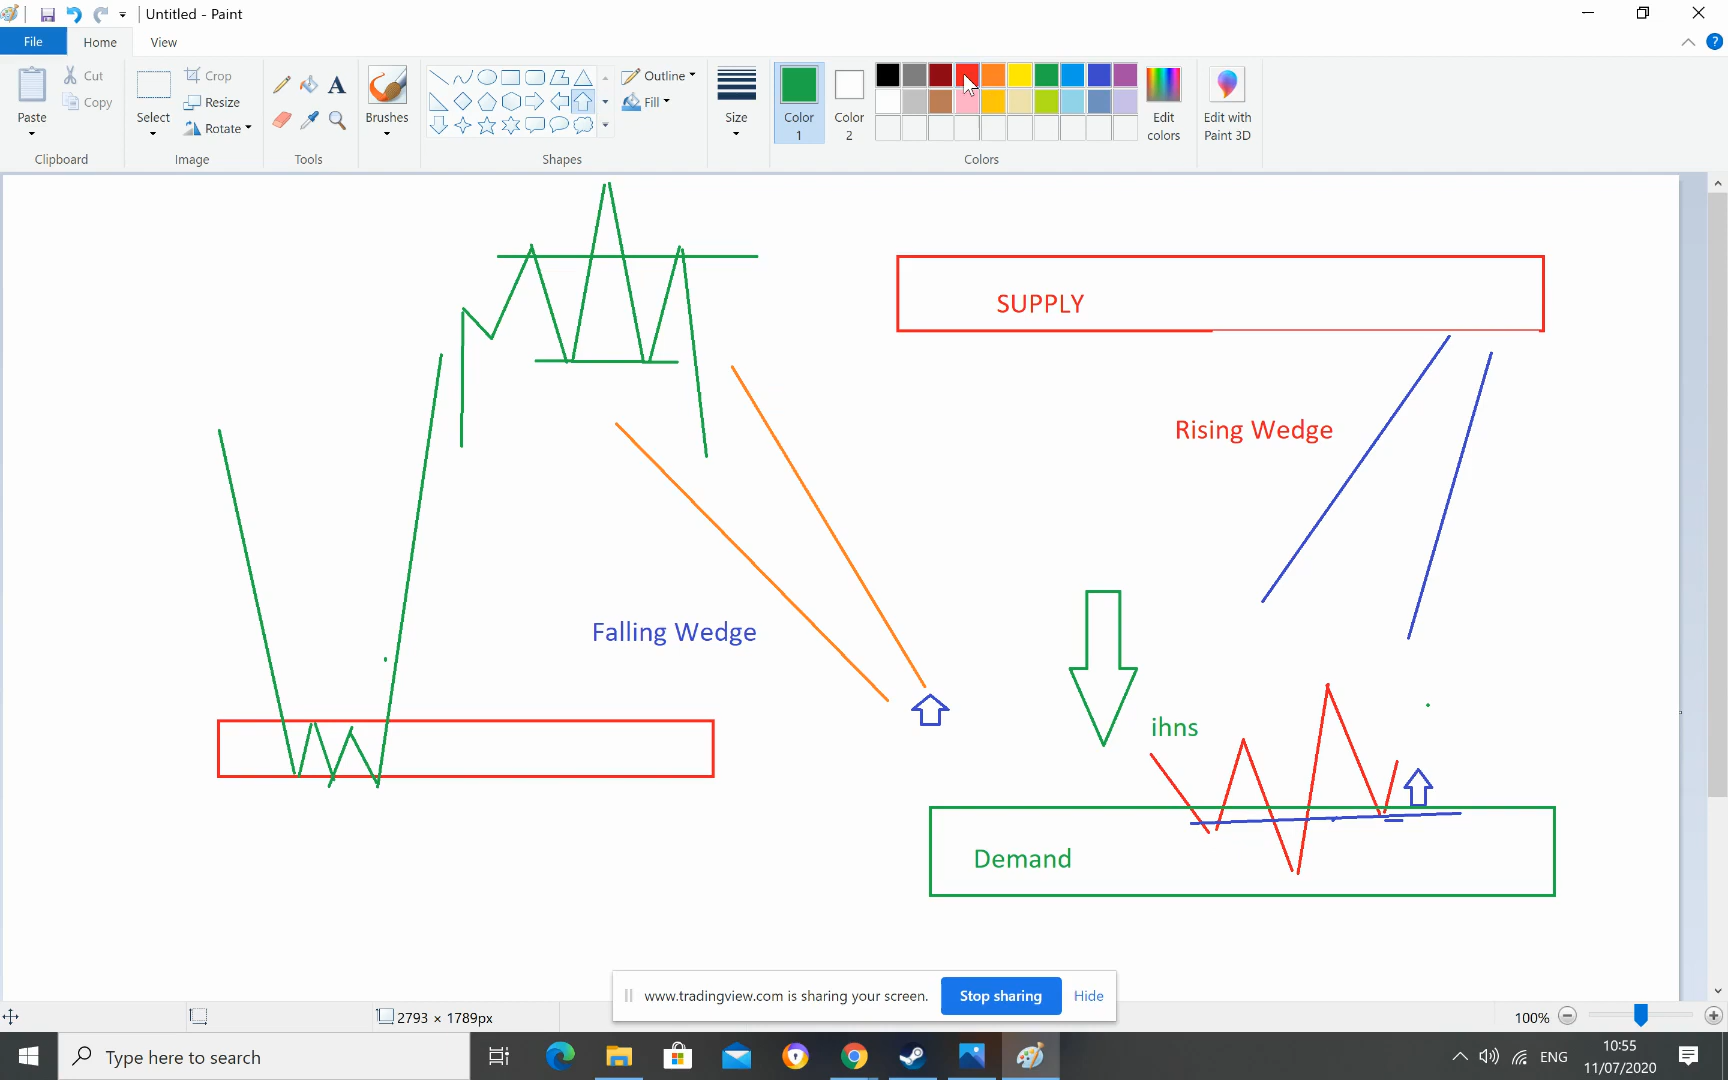 Untitled - Paint
File
Home
View
Paste
Cut
Copy
Clipboard
Select
Crop
Resize
Rotate
Image
A
Tools
Brushes
Outline
Fill
Shapes
Size
Color 1
Color 2
Edit colors
Colors
Edit with Paint 3D
?
SUPPLY
Rising Wedge
Falling Wedge
ihns
Demand
www.tradingview.com is sharing your screen.
Stop sharing
Hide
2793 × 1789px
100%
Type here to search
ENG
10:55
11/07/2020